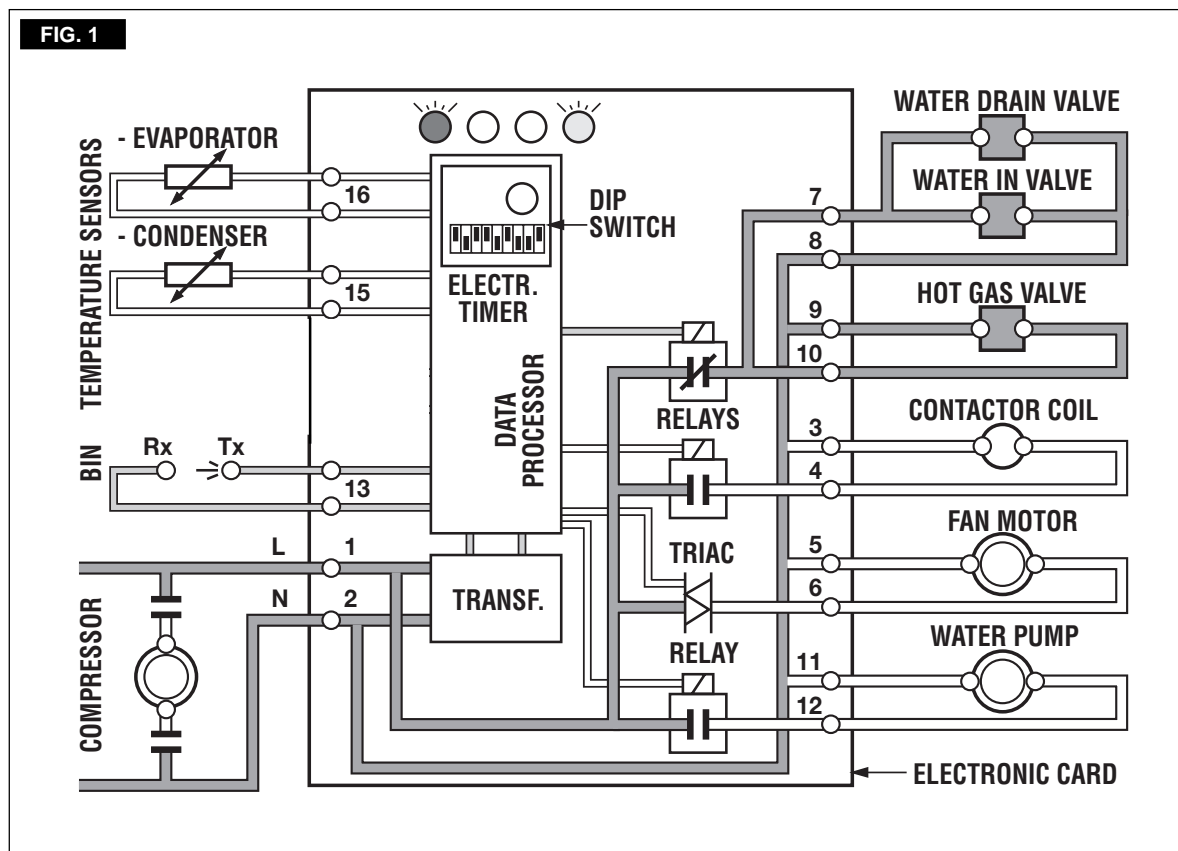 FIG. 1
TEMPERATURE SENSORS
- EVAPORATOR
16
- CONDENSER
15
BIN
Rx
Tx
13
L
1
N
2
COMPRESSOR
DIP
SWITCH
ELECTR.
TIMER
DATA
PROCESSOR
TRANSF.
RELAYS
TRIAC
RELAY
WATER DRAIN VALVE
WATER IN VALVE
7
8
HOT GAS VALVE
9
10
CONTACTOR COIL
3
4
FAN MOTOR
5
6
WATER PUMP
11
12
ELECTRONIC CARD